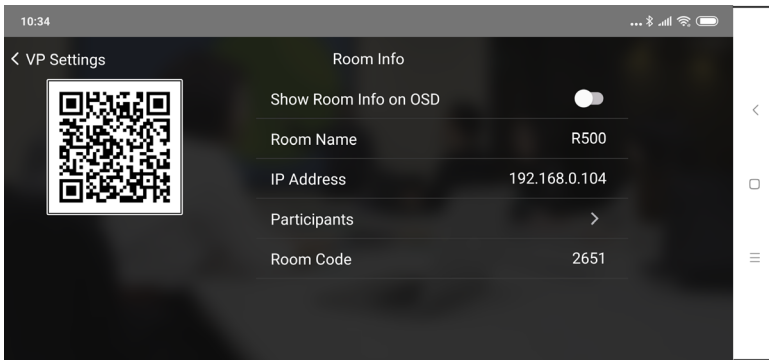 10:34
VP Settings
Room Info
Show Room Info on OSD
Room Name R500
IP Address 192.168.0.104
Participants
Room Code 2651